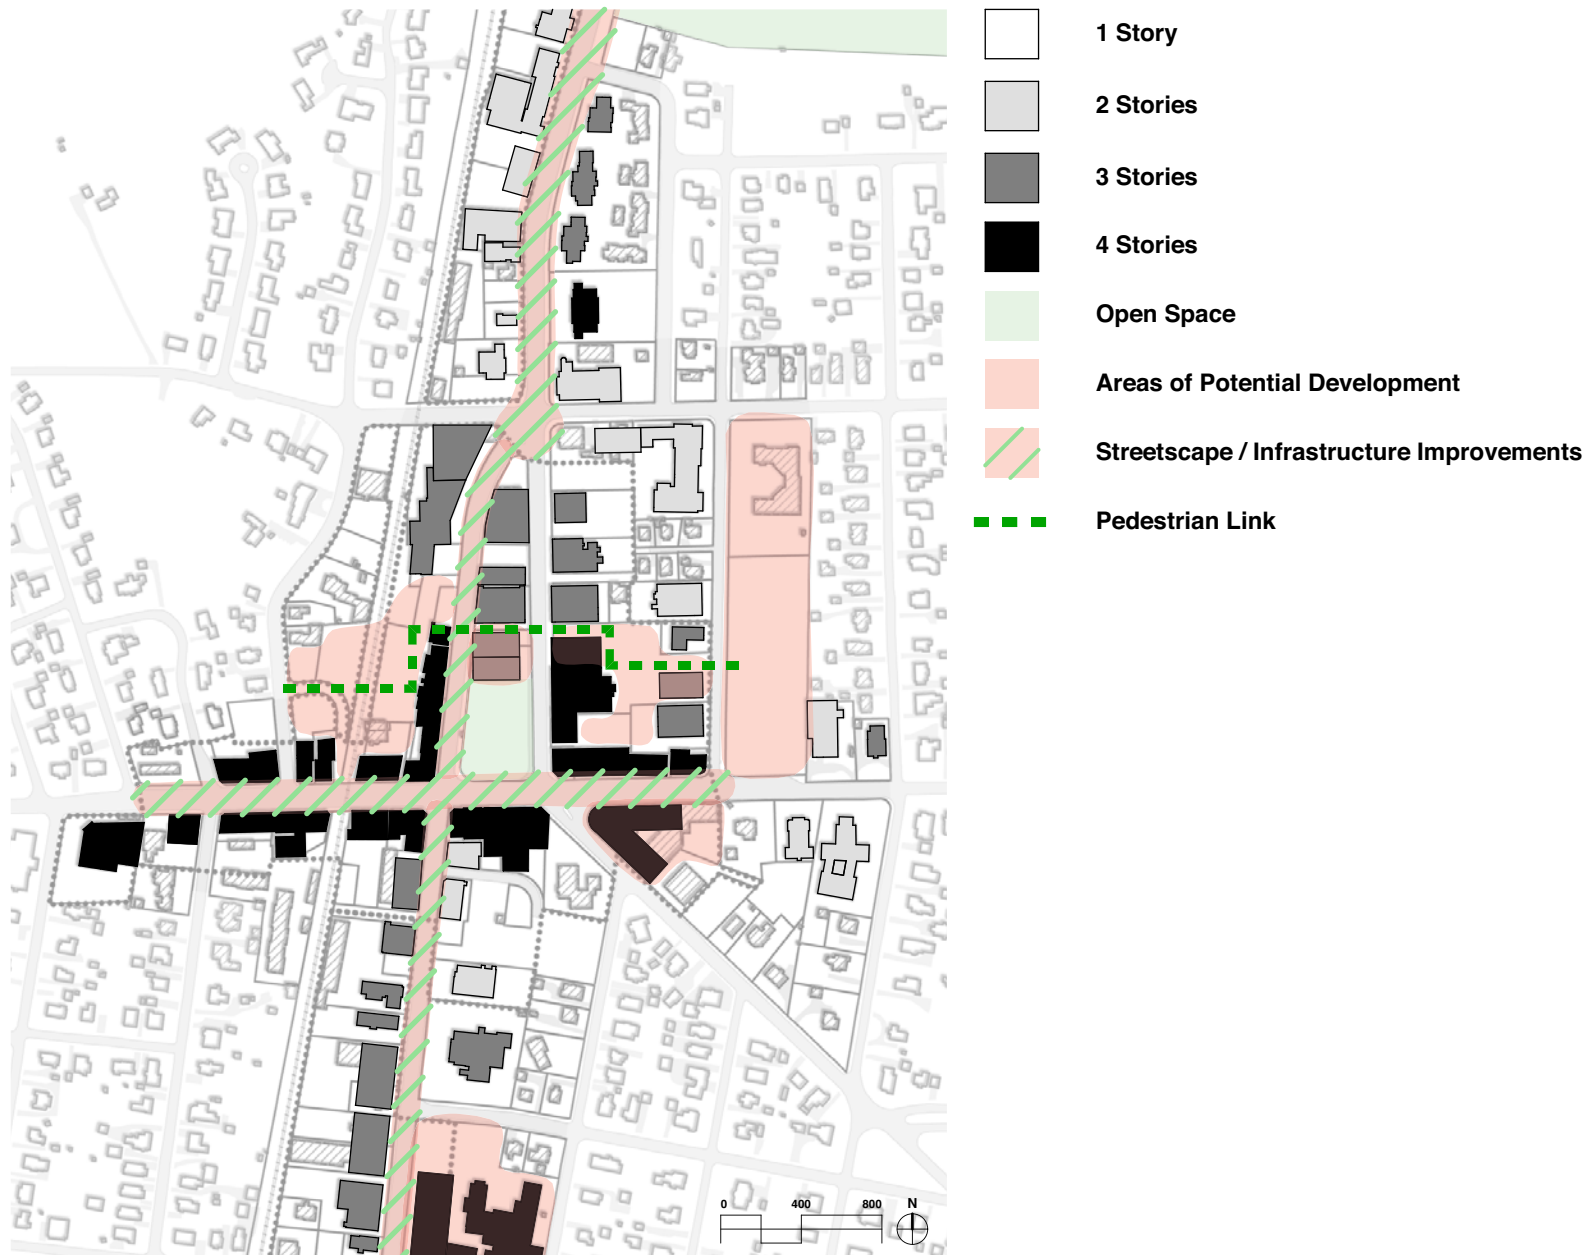 1 Story
2 Stories
3 Stories
4 Stories
Open Space
Areas of Potential Development
Streetscape / Infrastructure Improvements
Pedestrian Link
0 400 800 N